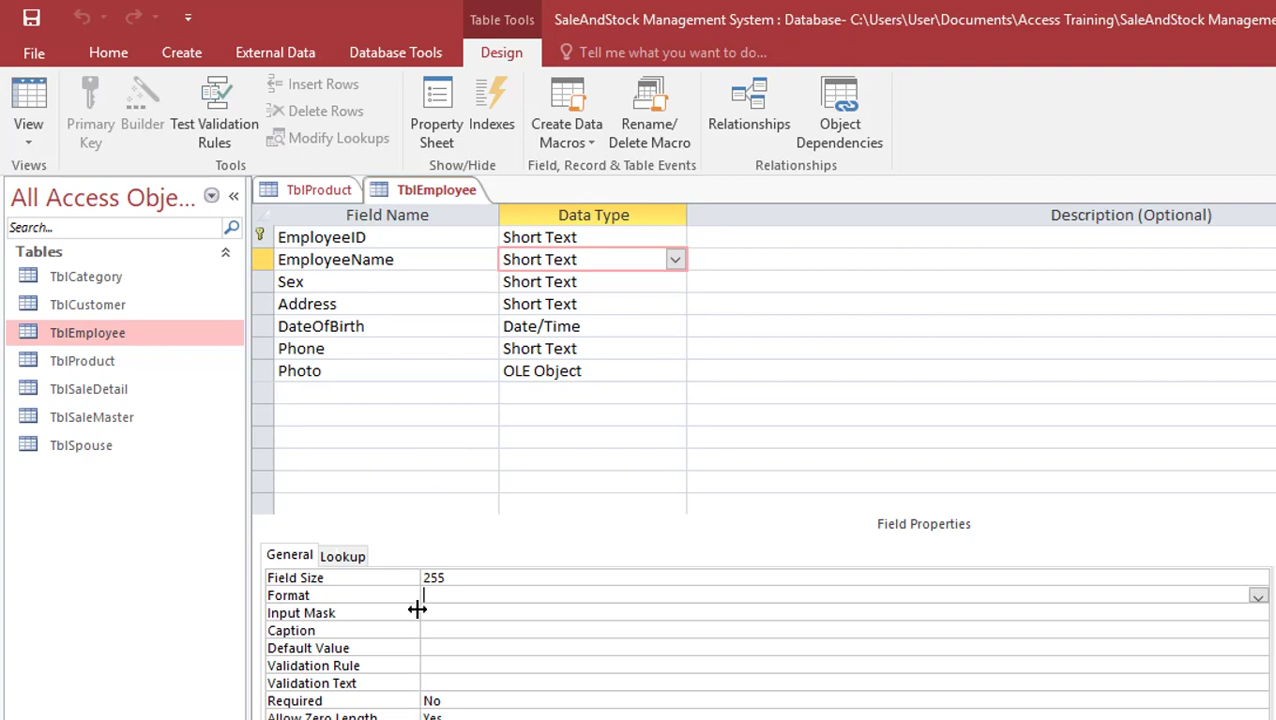 Table Tools
SaleAndStock Management System : Database- C:\Users\User\Documents\Access Training\SaleAndStock Manageme
File
Home
Create
External Data
Database Tools
Design
Tell me what you want to do...
View
Primary Key
Builder
Test Validation Rules
Insert Rows
Delete Rows
Modify Lookups
Property Sheet
Indexes
Create Data Macros
Rename/ Delete Macro
Relationships
Object Dependencies
Views
Tools
Show/Hide
Field, Record & Table Events
Relationships
All Access Obje...
Search...
Tables
TblCategory
TblCustomer
TblEmployee
TblProduct
TblSaleDetail
TblSaleMaster
TblSpouse
TblProduct
TblEmployee
Field Name Data Type Description (Optional)
EmployeeID Short Text
EmployeeName Short Text
Sex Short Text
Address Short Text
DateOfBirth Date/Time
Phone Short Text
Photo OLE Object
Field Properties
General Lookup
Field Size 255
Format
Input Mask
Caption
Default Value
Validation Rule
Validation Text
Required No
Allow Zero Length Yes